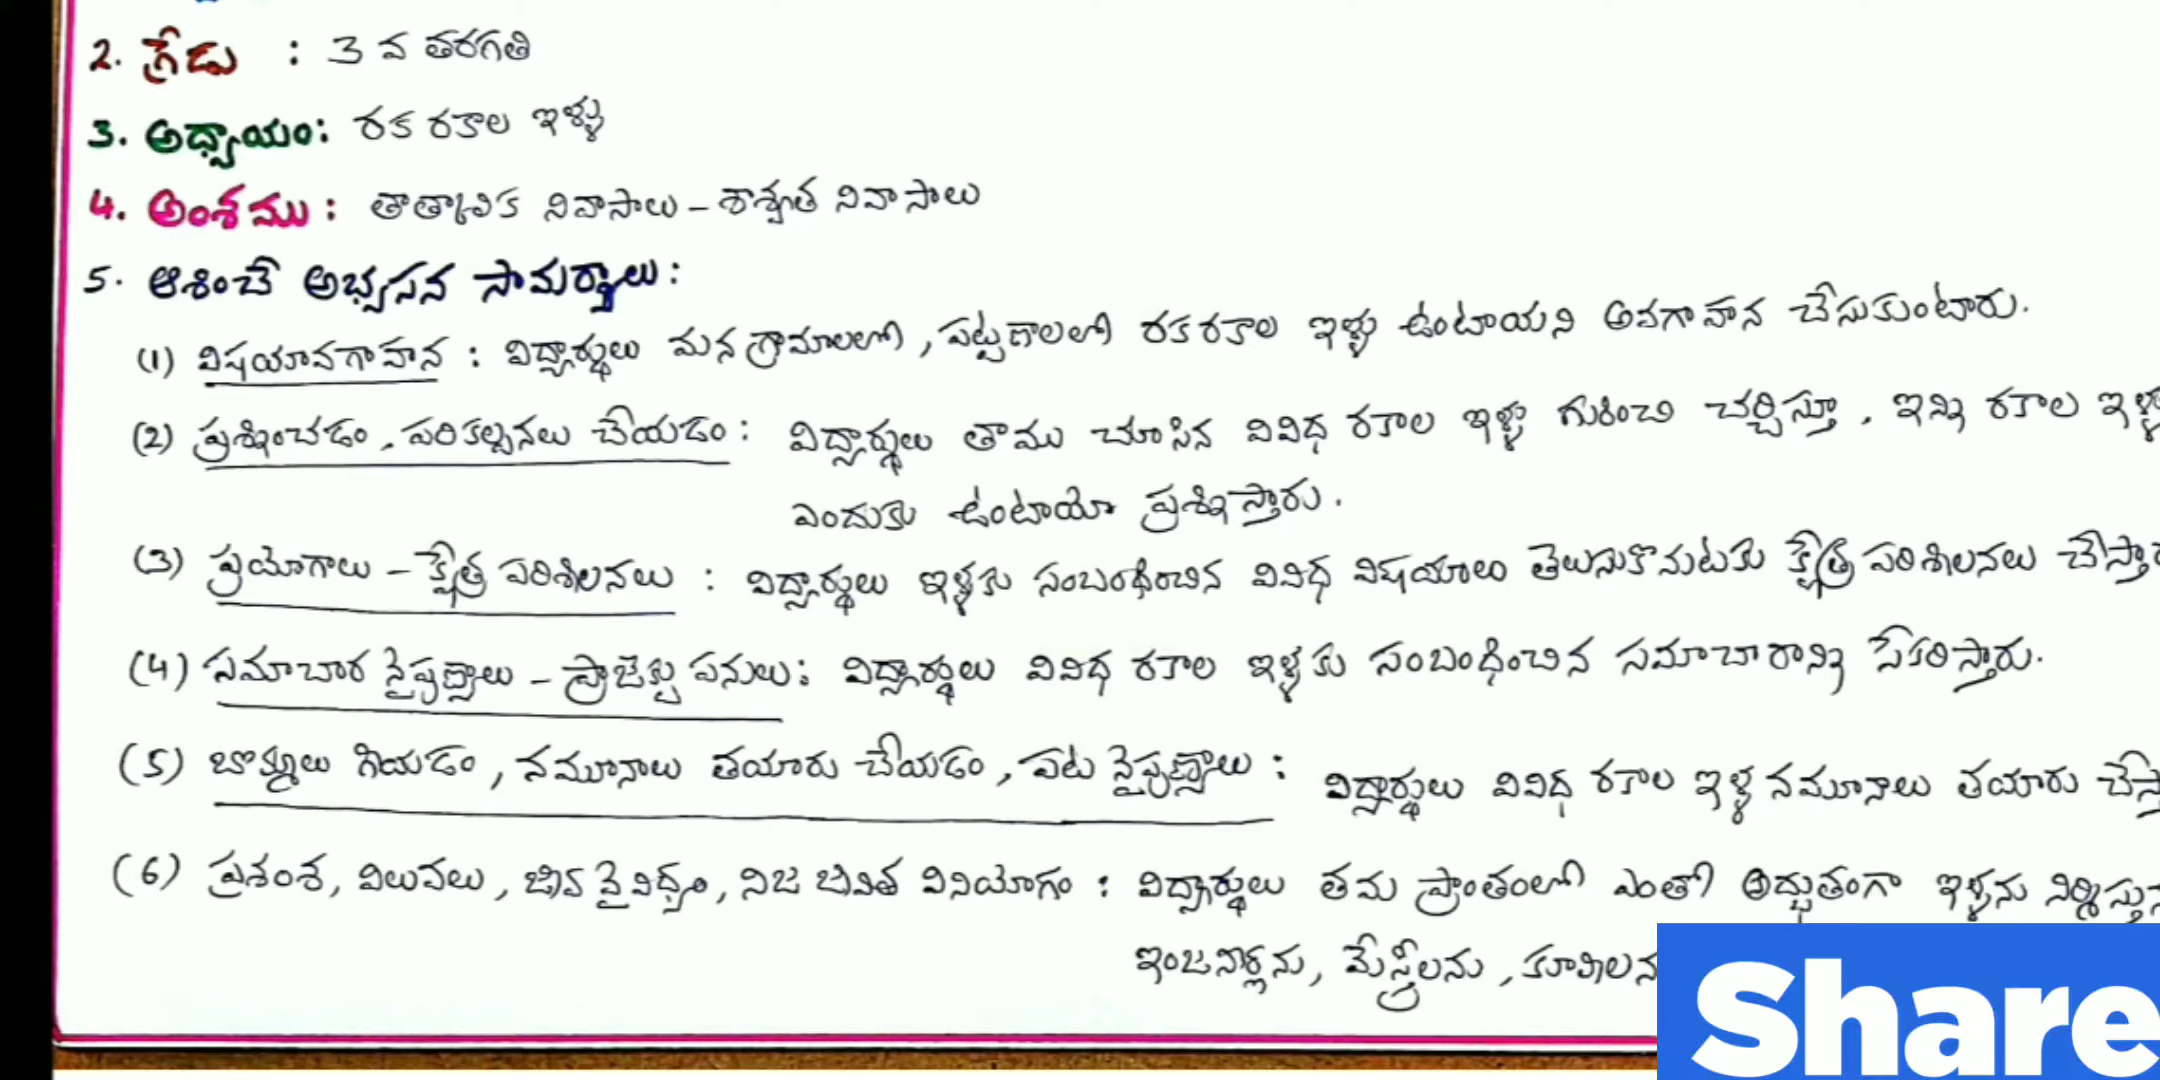 2. గ్రేడు : 3 వ తరగతి
3. అధ్యాయం: రకరకాల ఇళ్ళు
4. అంశము : తాత్కాలిక నివాసాలు – శాశ్వత నివాసాలు
5. ఆశించే అభ్యసన సామర్థ్యాలు :
(1) విషయావగాహన : విద్యార్థులు మన గ్రామాలలో, పట్టణాలలో రకరకాల ఇళ్ళు ఉంటాయని అవగాహన చేసుకుంటారు.
(2) ప్రశ్నించడం, పరికల్పనలు చేయడం : విద్యార్థులు తాము చూసిన వివిధ రకాల ఇళ్ళ గురించి చర్చిస్తూ, ఇన్ని రకాల ఇళ్ళు
ఎందుకు ఉంటాయో ప్రశ్నిస్తారు.
(3) ప్రయోగాలు – క్షేత్ర పరిశీలనలు : విద్యార్థులు ఇళ్ళకు సంబంధించిన వివిధ విషయాలు తెలుసుకొనుటకు క్షేత్ర పరిశీలనలు చేస్తా
(4) సమాచార నైపుణ్యాలు – ప్రాజెక్టు పనులు : విద్యార్థులు వివిధ రకాల ఇళ్ళకు సంబంధించిన సమాచారాన్ని సేకరిస్తారు.
(5) బొమ్మలు గీయడం, నమూనాలు తయారు చేయడం, పట నైపుణ్యాలు : విద్యార్థులు వివిధ రకాల ఇళ్ళ నమూనాలు తయారు చేస్తా
(6) ప్రశంశ, విలువలు, జీవ వైవిధ్యం, నిజ జీవిత వినియోగం : విద్యార్థులు తమ ప్రాంతంలో ఎంతో అద్భుతంగా ఇళ్ళను నిర్మిస్తు
ఇంజనీర్లను, మేస్త్రీలను, కూలీలన
Share